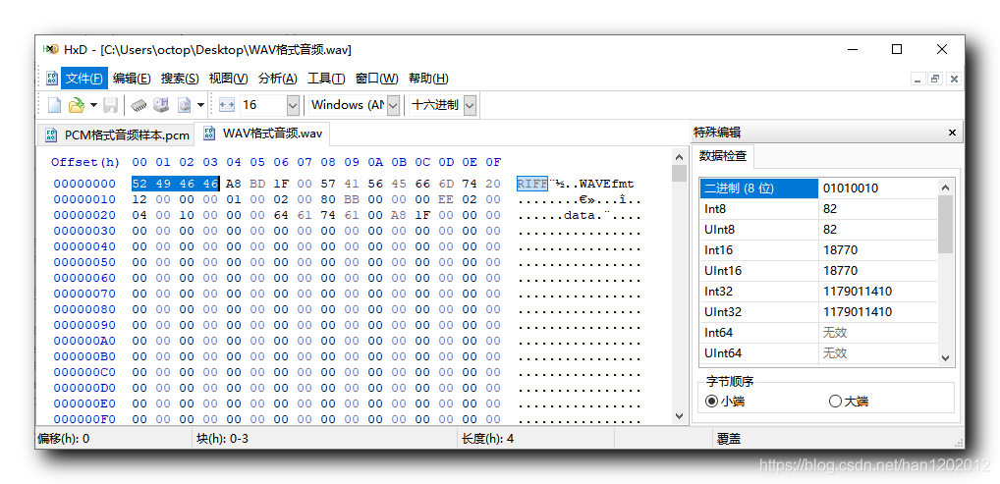 HxD - [C:\Users\octop\Desktop\WAV格式音频.wav]
文件(F) 编辑(E) 搜索(S) 视图(V) 分析(A) 工具(T) 窗口(W) 帮助(H)
16 Windows (AN 十六进制
PCM格式音频样本.pcm WAV格式音频.wav
特殊编辑
数据检查
Offset(h) 00 01 02 03 04 05 06 07 08 09 0A 0B 0C 0D 0E 0F
00000000 52 49 46 46 A8 BD 1F 00 57 41 56 45 66 6D 74 20 RIFF¨½..WAVEfmt
00000010 12 00 00 00 01 00 02 00 80 BB 00 00 00 EE 02 00 ........€»...î..
00000020 04 00 10 00 00 00 64 61 74 61 00 A8 1F 00 00 00 ......data.¨....
00000030 00 00 00 00 00 00 00 00 00 00 00 00 00 00 00 00 ................
00000040 00 00 00 00 00 00 00 00 00 00 00 00 00 00 00 00 ................
00000050 00 00 00 00 00 00 00 00 00 00 00 00 00 00 00 00 ................
00000060 00 00 00 00 00 00 00 00 00 00 00 00 00 00 00 00 ................
00000070 00 00 00 00 00 00 00 00 00 00 00 00 00 00 00 00 ................
00000080 00 00 00 00 00 00 00 00 00 00 00 00 00 00 00 00 ................
00000090 00 00 00 00 00 00 00 00 00 00 00 00 00 00 00 00 ................
000000A0 00 00 00 00 00 00 00 00 00 00 00 00 00 00 00 00 ................
000000B0 00 00 00 00 00 00 00 00 00 00 00 00 00 00 00 00 ................
000000C0 00 00 00 00 00 00 00 00 00 00 00 00 00 00 00 00 ................
000000D0 00 00 00 00 00 00 00 00 00 00 00 00 00 00 00 00 ................
000000E0 00 00 00 00 00 00 00 00 00 00 00 00 00 00 00 00 ................
000000F0 00 00 00 00 00 00 00 00 00 00 00 00 00 00 00 00 ................
二进制 (8 位) 01010010
Int8 82
UInt8 82
Int16 18770
UInt16 18770
Int32 1179011410
UInt32 1179011410
Int64 无效
UInt64 无效
字节顺序
小端 大端
偏移(h): 0 块(h): 0-3 长度(h): 4 覆盖
https://blog.csdn.net/han1202012